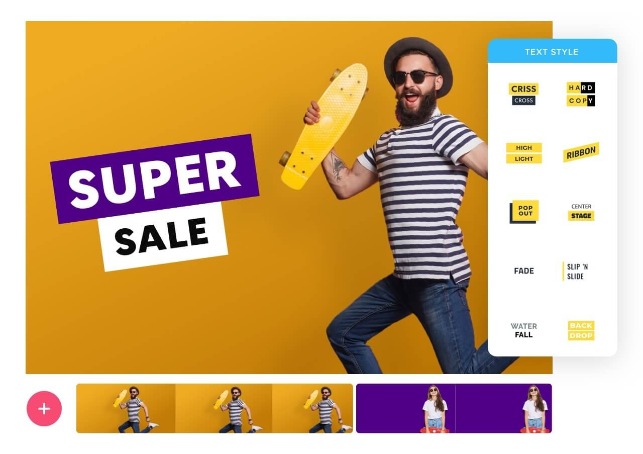 SUPER
SALE
TEXT STYLE
CRISS
CROSS
HARD
COPY
HIGH
LIGHT
RIBBON
POP
OUT
CENTER
STAGE
FADE
SLIP 'N
SLIDE
WATER
FALL
BACK
DROP
+